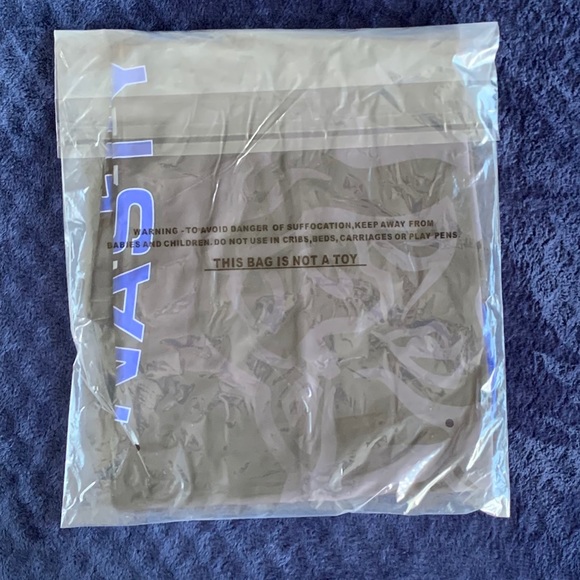 NASTY
WARNING - TO AVOID DANGER OF SUFFOCATION,KEEP AWAY FROM
BABIES AND CHILDREN. DO NOT USE IN CRIBS,BEDS, CARRIAGES OR PLAY PENS
THIS BAG IS NOT A TOY